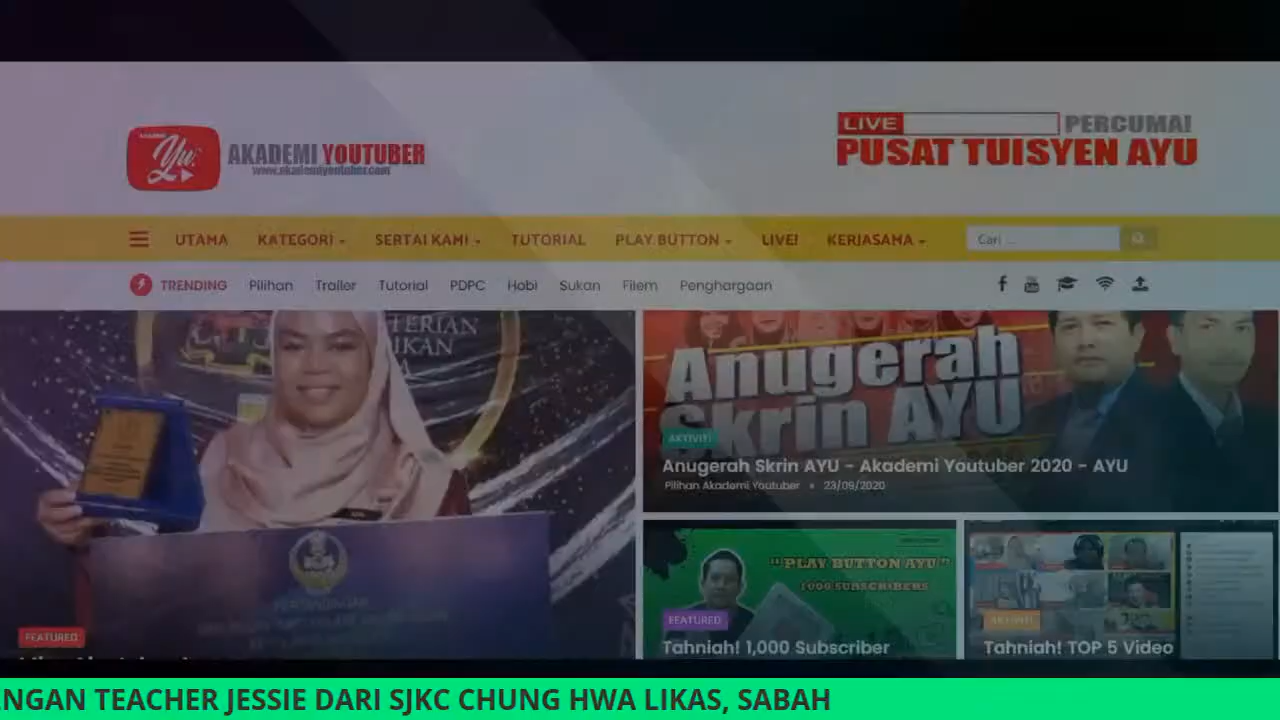 LIVE PERCUMA!
AKADEMI YOUTUBER
PUSAT TUISYEN AYU
www.akademiyoutuber.com
UTAMA KATEGORI SERTAI KAMI TUTORIAL PLAY BUTTON LIVE! KERJASAMA Cari ...
TRENDING Pilihan Trailer Tutorial PDPC Hobi Sukan Filem Penghargaan
Anugerah
Skrin AYU
AKTIVITI
Anugerah Skrin AYU - Akademi Youtuber 2020 - AYU
Pilihan Akademi Youtuber 23/09/2020
"PLAY BUTTON AYU"
1000 SUBSCRIBERS
FEATURED
FEATURED
AKTIVITI
Tahniah! 1,000 Subscriber
Tahniah! TOP 5 Video
NGAN TEACHER JESSIE DARI SJKC CHUNG HWA LIKAS, SABAH